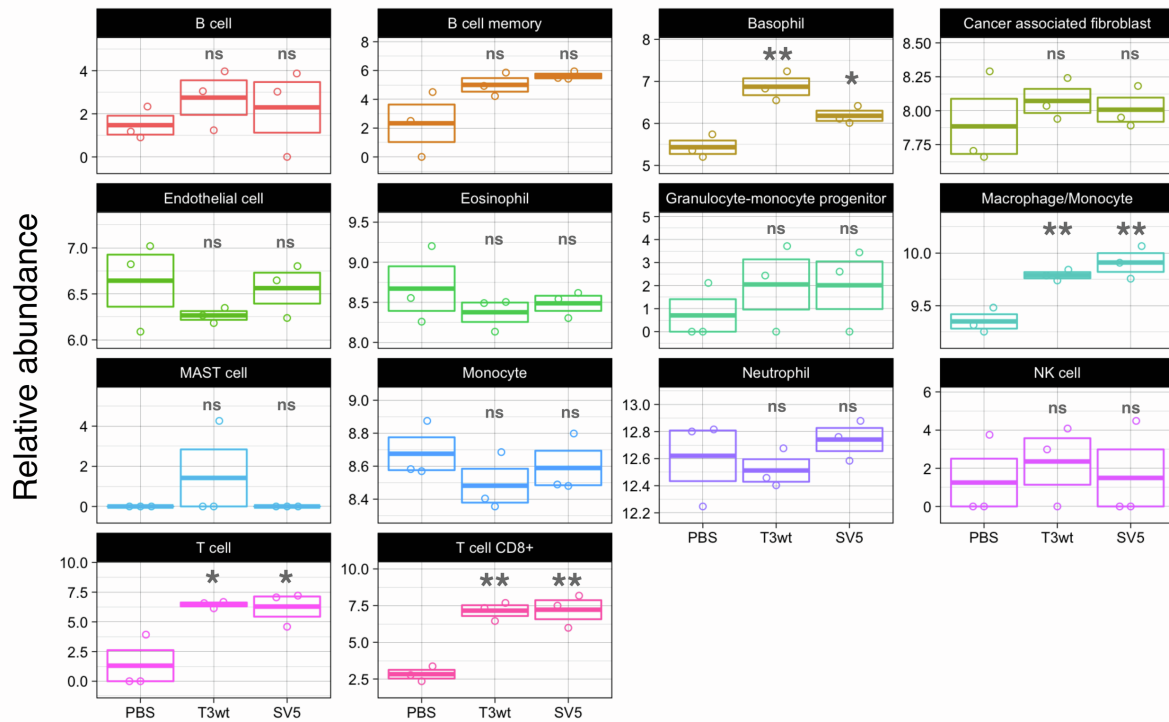 Relative abundance
B cell
ns ns
4
2
0
B cell memory
ns ns
8
6
4
2
0
Basophil
** *
8
7
6
5
Cancer associated fibroblast
ns ns
8.50
8.25
8.00
7.75
Endothelial cell
ns ns
7.0
6.5
6.0
Eosinophil
ns ns
9.5
9.0
8.5
8.0
Granulocyte-monocyte progenitor
ns ns
5
4
3
2
1
0
Macrophage/Monocyte
** **
10.0
9.5
MAST cell
ns ns
4
2
0
Monocyte
ns ns
9.0
8.8
8.6
8.4
Neutrophil
ns ns
13.0
12.8
12.6
12.4
12.2
PBS T3wt SV5
NK cell
ns ns
6
4
2
0
PBS T3wt SV5
T cell
* *
10.0
7.5
5.0
2.5
0.0
PBS T3wt SV5
T cell CD8+
** **
10.0
7.5
5.0
2.5
PBS T3wt SV5